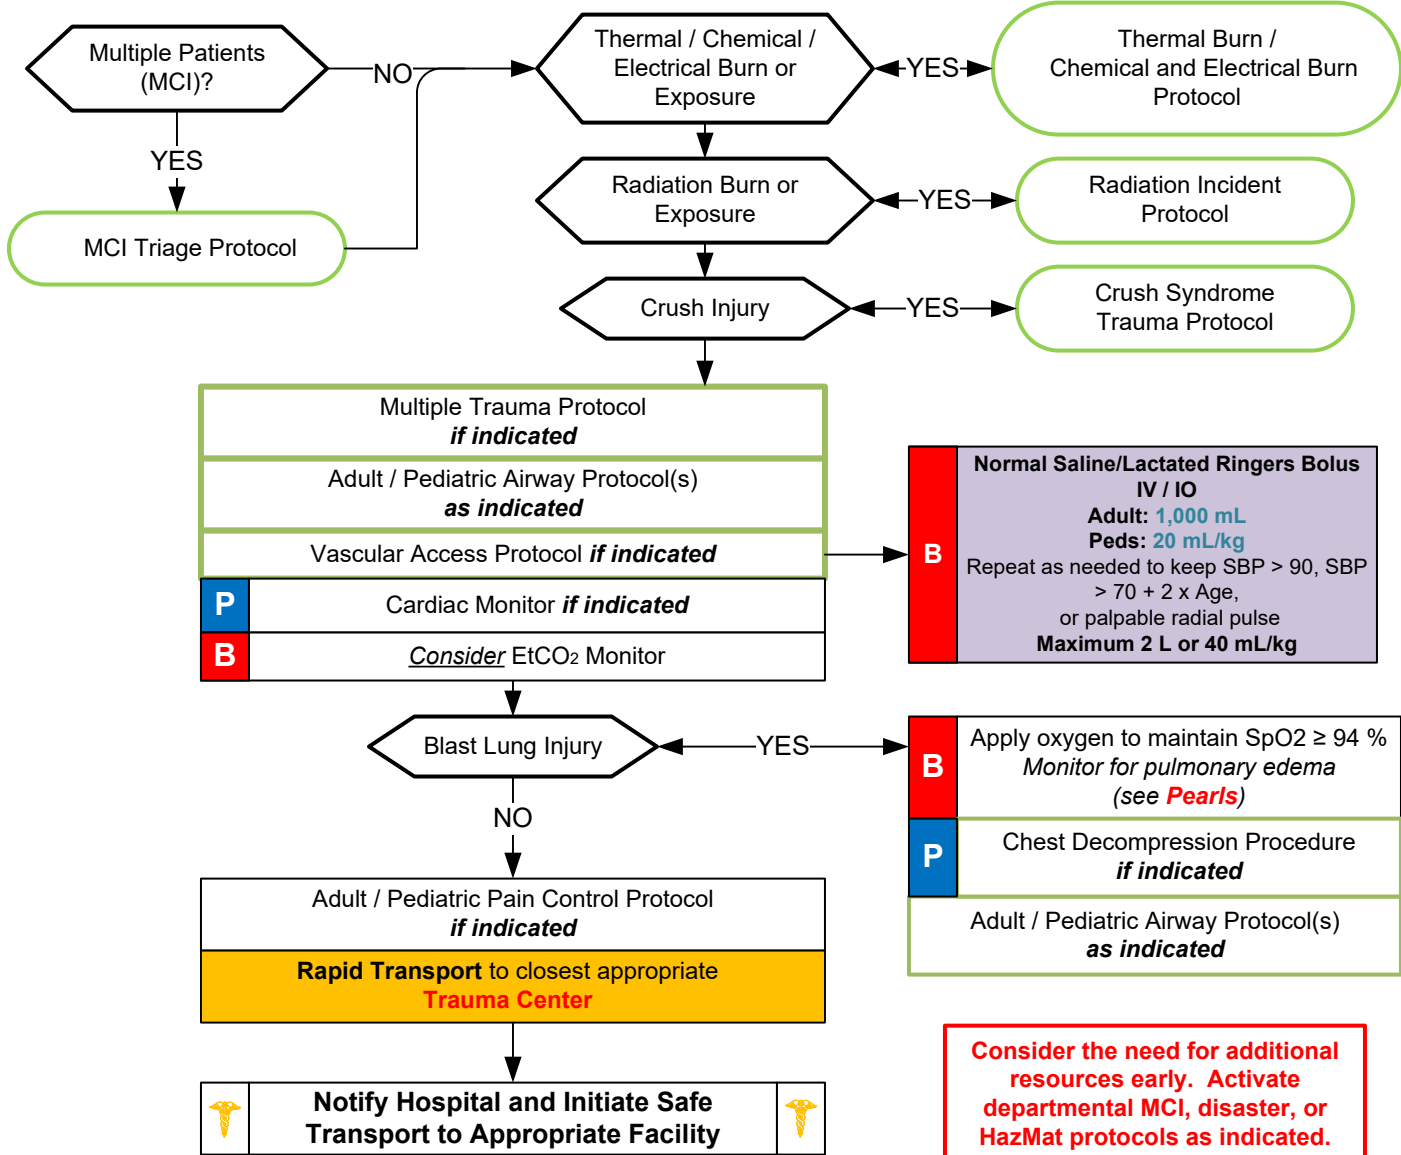 Multiple Patients
(MCI)?
NO
Thermal / Chemical /
Electrical Burn or
Exposure
YES
Thermal Burn /
Chemical and Electrical Burn
Protocol
YES
MCI Triage Protocol
Radiation Burn or
Exposure
YES
Radiation Incident
Protocol
Crush Injury
YES
Crush Syndrome
Trauma Protocol
Multiple Trauma Protocol
if indicated
Adult / Pediatric Airway Protocol(s)
as indicated
Vascular Access Protocol if indicated
P
Cardiac Monitor if indicated
B
Consider EtCO2 Monitor
B
Normal Saline/Lactated Ringers Bolus
IV / IO
Adult: 1,000 mL
Peds: 20 mL/kg
Repeat as needed to keep SBP > 90, SBP
> 70 + 2 x Age,
or palpable radial pulse
Maximum 2 L or 40 mL/kg
Blast Lung Injury
YES
B
Apply oxygen to maintain SpO2 ≥ 94 %
Monitor for pulmonary edema
(see Pearls)
P
Chest Decompression Procedure
if indicated
Adult / Pediatric Airway Protocol(s)
as indicated
NO
Adult / Pediatric Pain Control Protocol
if indicated
Rapid Transport to closest appropriate
Trauma Center
Notify Hospital and Initiate Safe
Transport to Appropriate Facility
Consider the need for additional
resources early.  Activate
departmental MCI, disaster, or
HazMat protocols as indicated.